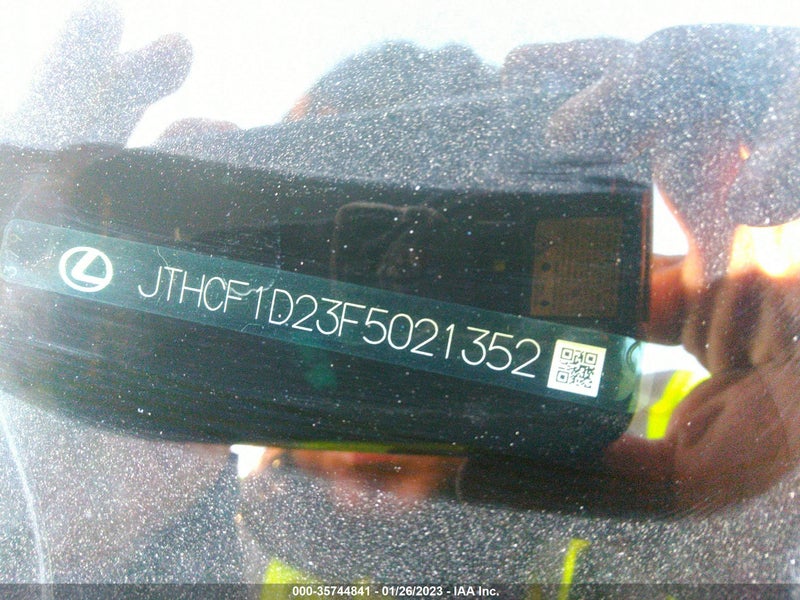 JTHCF1D23F5021352
000-35744841 - 01/26/2023 - IAA Inc.